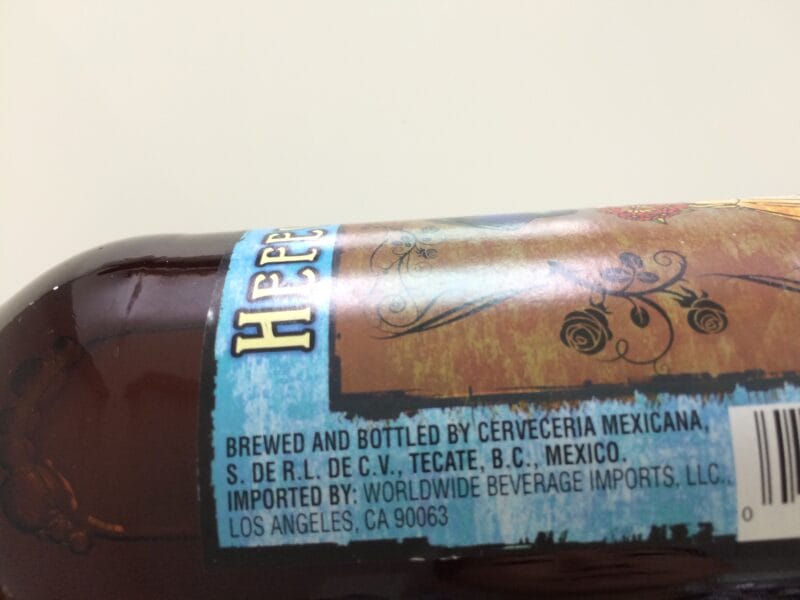 BREWED AND BOTTLED BY CERVECERIA MEXICANA,
S. DE R.L. DE C.V., TECATE, B.C., MEXICO.
IMPORTED BY: WORLDWIDE BEVERAGE IMPORTS, LLC.,
LOS ANGELES, CA 90063
0